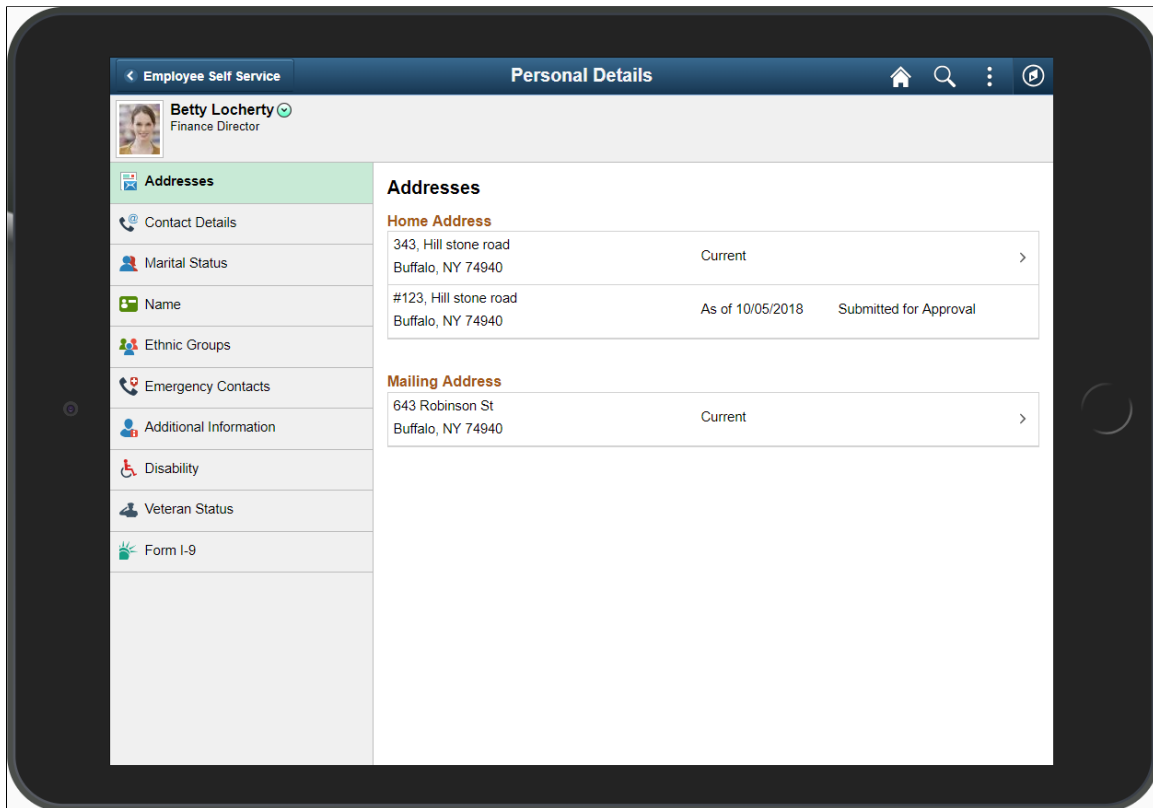 Employee Self Service
Personal Details
Betty Locherty
Finance Director
Addresses
Contact Details
Marital Status
Name
Ethnic Groups
Emergency Contacts
Additional Information
Disability
Veteran Status
Form I-9
Addresses
Home Address
343, Hill stone road
Buffalo, NY 74940
Current
#123, Hill stone road
Buffalo, NY 74940
As of 10/05/2018
Submitted for Approval
Mailing Address
643 Robinson St
Buffalo, NY 74940
Current